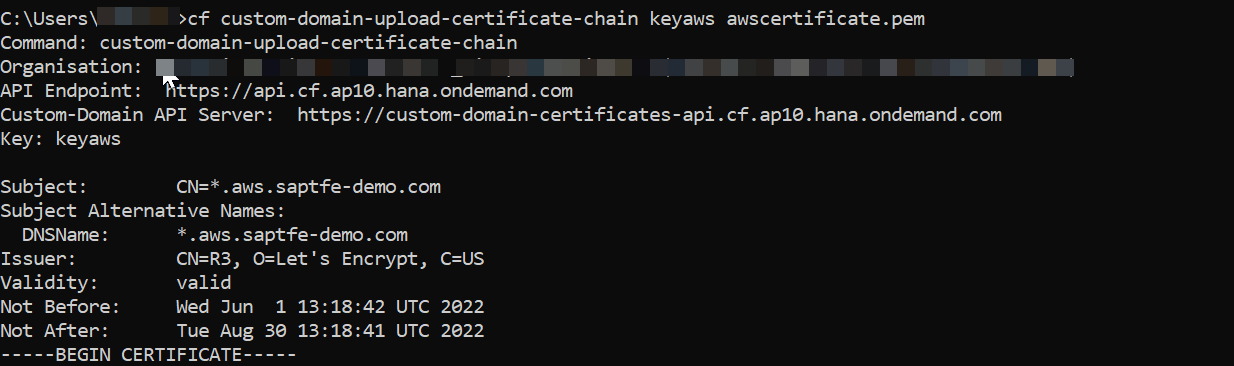 C:\Users\ >cf custom-domain-upload-certificate-chain keyaws awscertificate.pem
Command: custom-domain-upload-certificate-chain
Organisation:
API Endpoint:  https://api.cf.ap10.hana.ondemand.com
Custom-Domain API Server:  https://custom-domain-certificates-api.cf.ap10.hana.ondemand.com
Key: keyaws
Subject:        CN=*.aws.saptfe-demo.com
Subject Alternative Names:
  DNSName:      *.aws.saptfe-demo.com
Issuer:         CN=R3, O=Let's Encrypt, C=US
Validity:       valid
Not Before:     Wed Jun  1 13:18:42 UTC 2022
Not After:      Tue Aug 30 13:18:41 UTC 2022
-----BEGIN CERTIFICATE-----